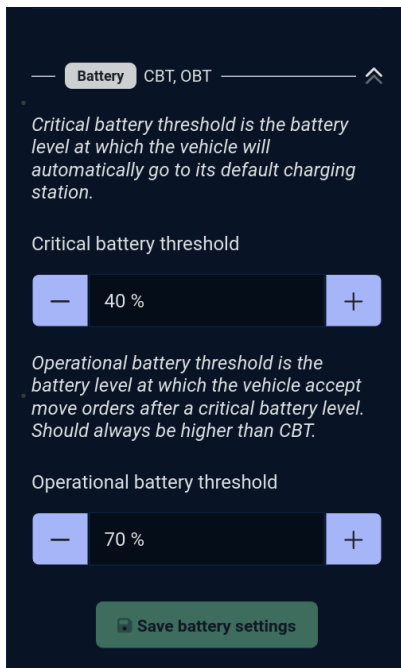 Battery CBT, OBT
Critical battery threshold is the battery
level at which the vehicle will
automatically go to its default charging
station.
Critical battery threshold
— 40 % +
Operational battery threshold is the
battery level at which the vehicle accept
move orders after a critical battery level.
Should always be higher than CBT.
Operational battery threshold
— 70 % +
Save battery settings